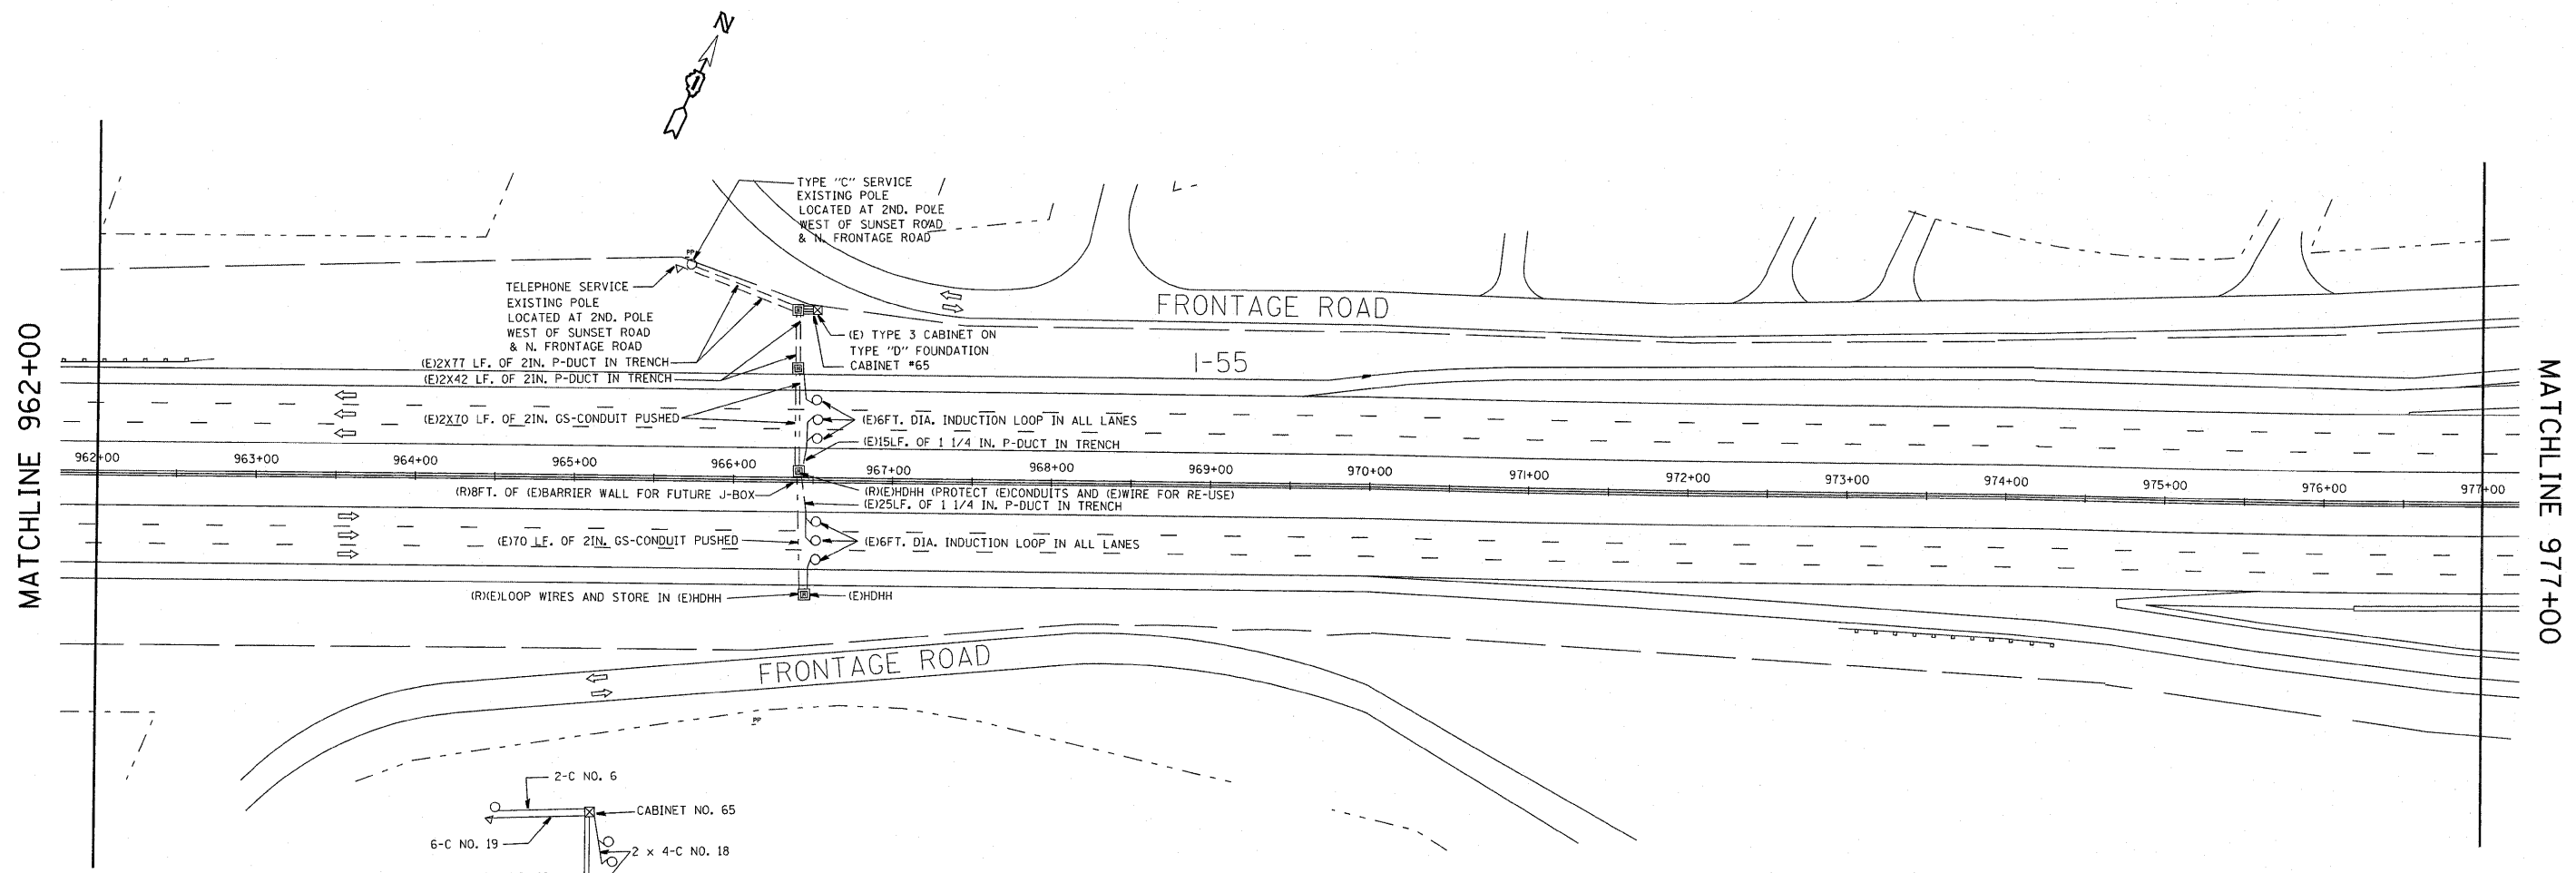 N
TYPE "C" SERVICE
EXISTING POLE
LOCATED AT 2ND. POLE
WEST OF SUNSET ROAD
& N. FRONTAGE ROAD
PP
TELEPHONE SERVICE
EXISTING POLE
LOCATED AT 2ND. POLE
WEST OF SUNSET ROAD
& N. FRONTAGE ROAD
FRONTAGE ROAD
(E) TYPE 3 CABINET ON
TYPE "D" FOUNDATION
CABINET #65
I-55
(E)2X77 LF. OF 2IN. P-DUCT IN TRENCH
(E)2X42 LF. OF 2IN. P-DUCT IN TRENCH
(E)2X70 LF. OF 2IN. GS-CONDUIT PUSHED
(E)6FT. DIA. INDUCTION LOOP IN ALL LANES
(E)15LF. OF 1 1/4 IN. P-DUCT IN TRENCH
MATCHLINE 962+00
MATCHLINE 977+00
962+00 963+00 964+00 965+00 966+00 967+00 968+00 969+00 970+00 971+00 972+00 973+00 974+00 975+00 976+00 977+00
(R)8FT. OF (E)BARRIER WALL FOR FUTURE J-BOX
(R)(E)HDHH (PROTECT (E)CONDUITS AND (E)WIRE FOR RE-USE)
(E)25LF. OF 1 1/4 IN. P-DUCT IN TRENCH
(E)70 LF. OF 2IN. GS-CONDUIT PUSHED
(E)6FT. DIA. INDUCTION LOOP IN ALL LANES
(R)(E)LOOP WIRES AND STORE IN (E)HDHH
(E)HDHH
FRONTAGE ROAD
PP
2-C NO. 6
CABINET NO. 65
6-C NO. 19
2 x 4-C NO. 18